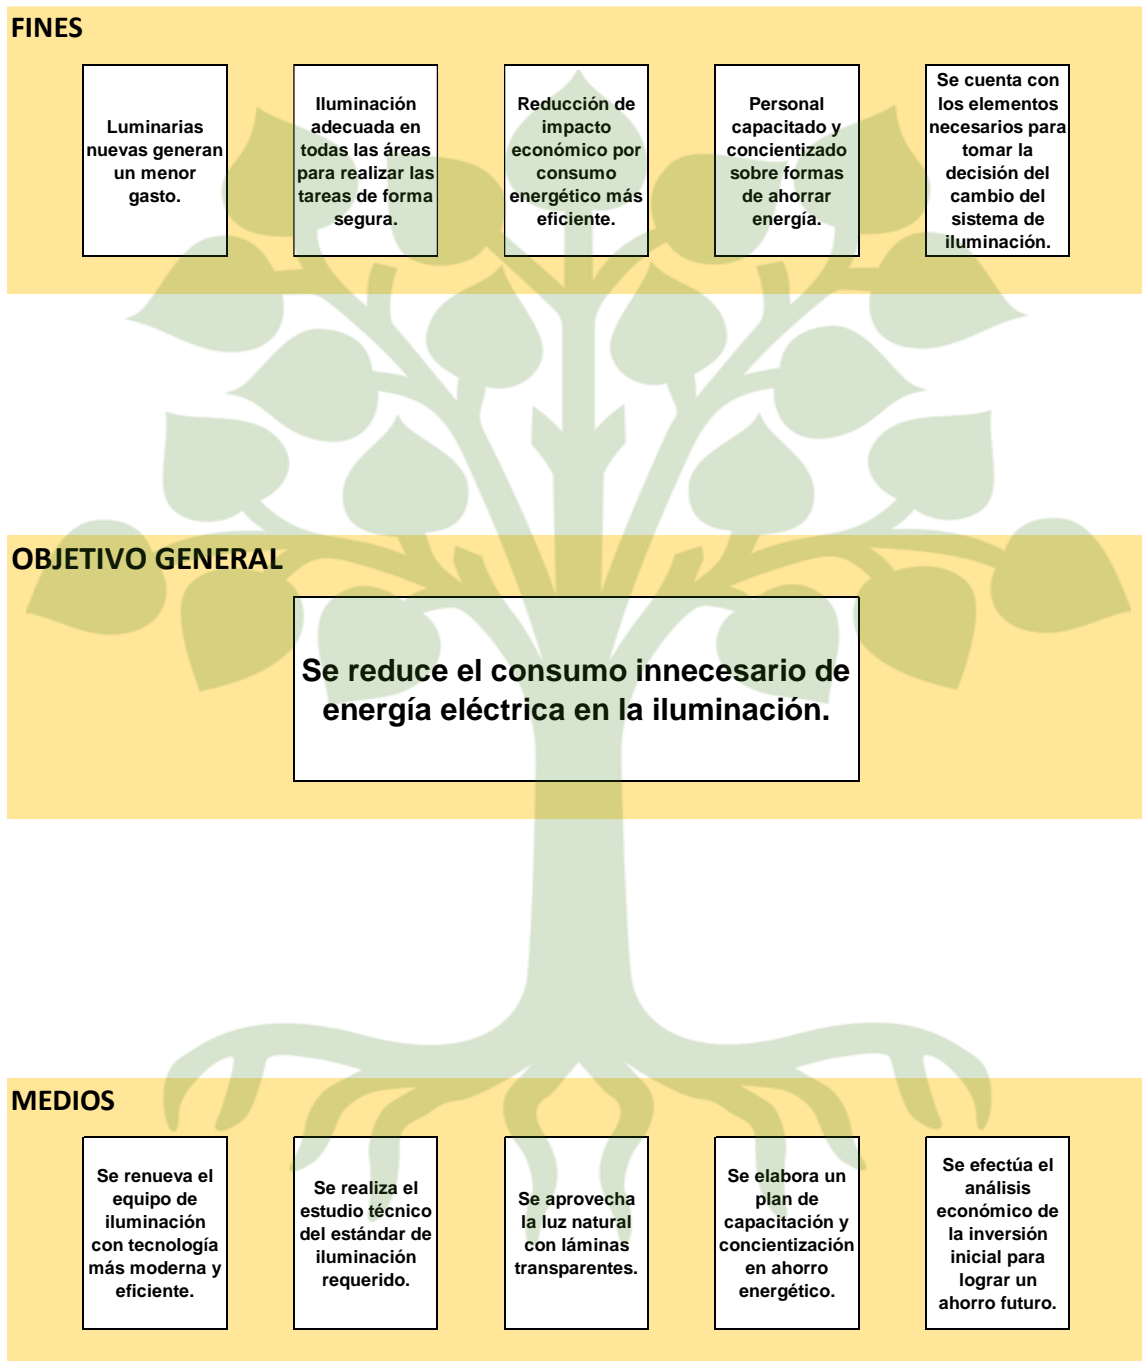 FINES
Luminarias
nuevas generan
un menor
gasto.
Iluminación
adecuada en
todas las áreas
para realizar las
tareas de forma
segura.
Reducción de
impacto
económico por
consumo
energético más
eficiente.
Personal
capacitado y
concientizado
sobre formas
de ahorrar
energía.
Se cuenta con
los elementos
necesarios para
tomar la
decisión del
cambio del
sistema de
iluminación.
OBJETIVO GENERAL
Se reduce el consumo innecesario de
energía eléctrica en la iluminación.
MEDIOS
Se renueva el
equipo de
iluminación
con tecnología
más moderna y
eficiente.
Se realiza el
estudio técnico
del estándar de
iluminación
requerido.
Se aprovecha
la luz natural
con láminas
transparentes.
Se elabora un
plan de
capacitación y
concientización
en ahorro
energético.
Se efectúa el
análisis
económico de
la inversión
inicial para
lograr un
ahorro futuro.